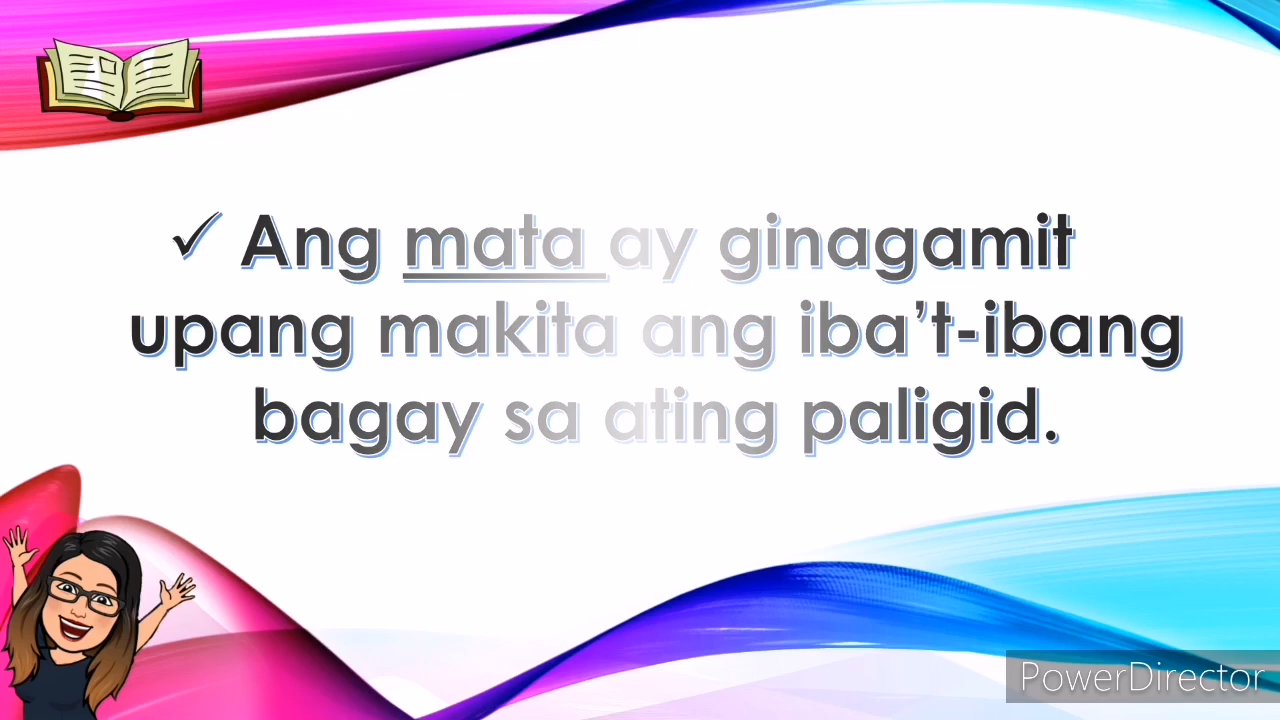 ✓ Ang mata ay ginagamit
upang makita ang iba't-ibang
bagay sa ating paligid.
PowerDirector